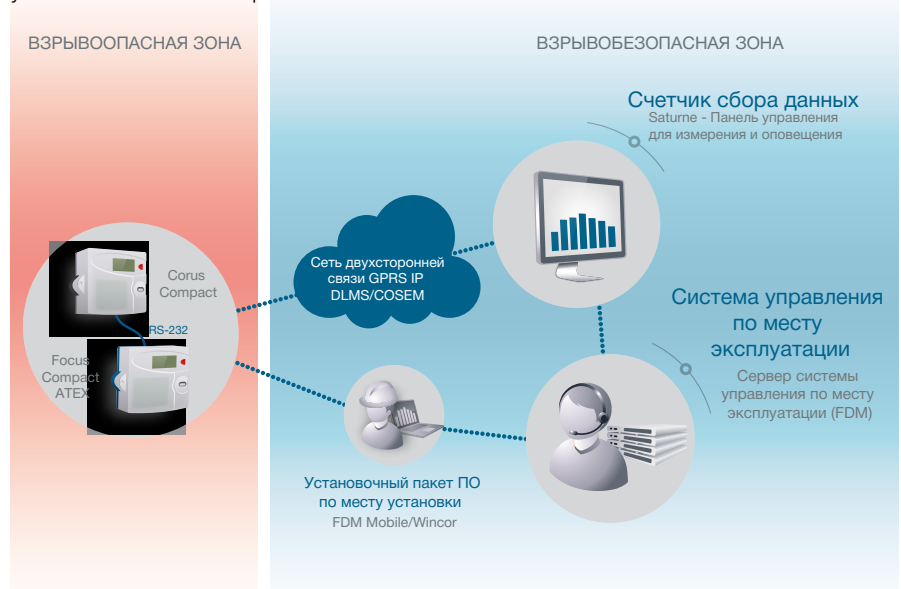 ВЗРЫВООПАСНАЯ ЗОНА
ВЗРЫВОБЕЗОПАСНАЯ ЗОНА
Счетчик сбора данных
Saturne - Панель управления
для измерения и оповещения
Сеть двухсторонней
связи GPRS IP
DLMS/COSEM
Corus
Compact
RS-232
Focus
Compact
ATEX
Система управления
по месту
эксплуатации
Сервер системы
управления по месту
эксплуатации (FDM)
Установочный пакет ПО
по месту установки
FDM Mobile/Wincor